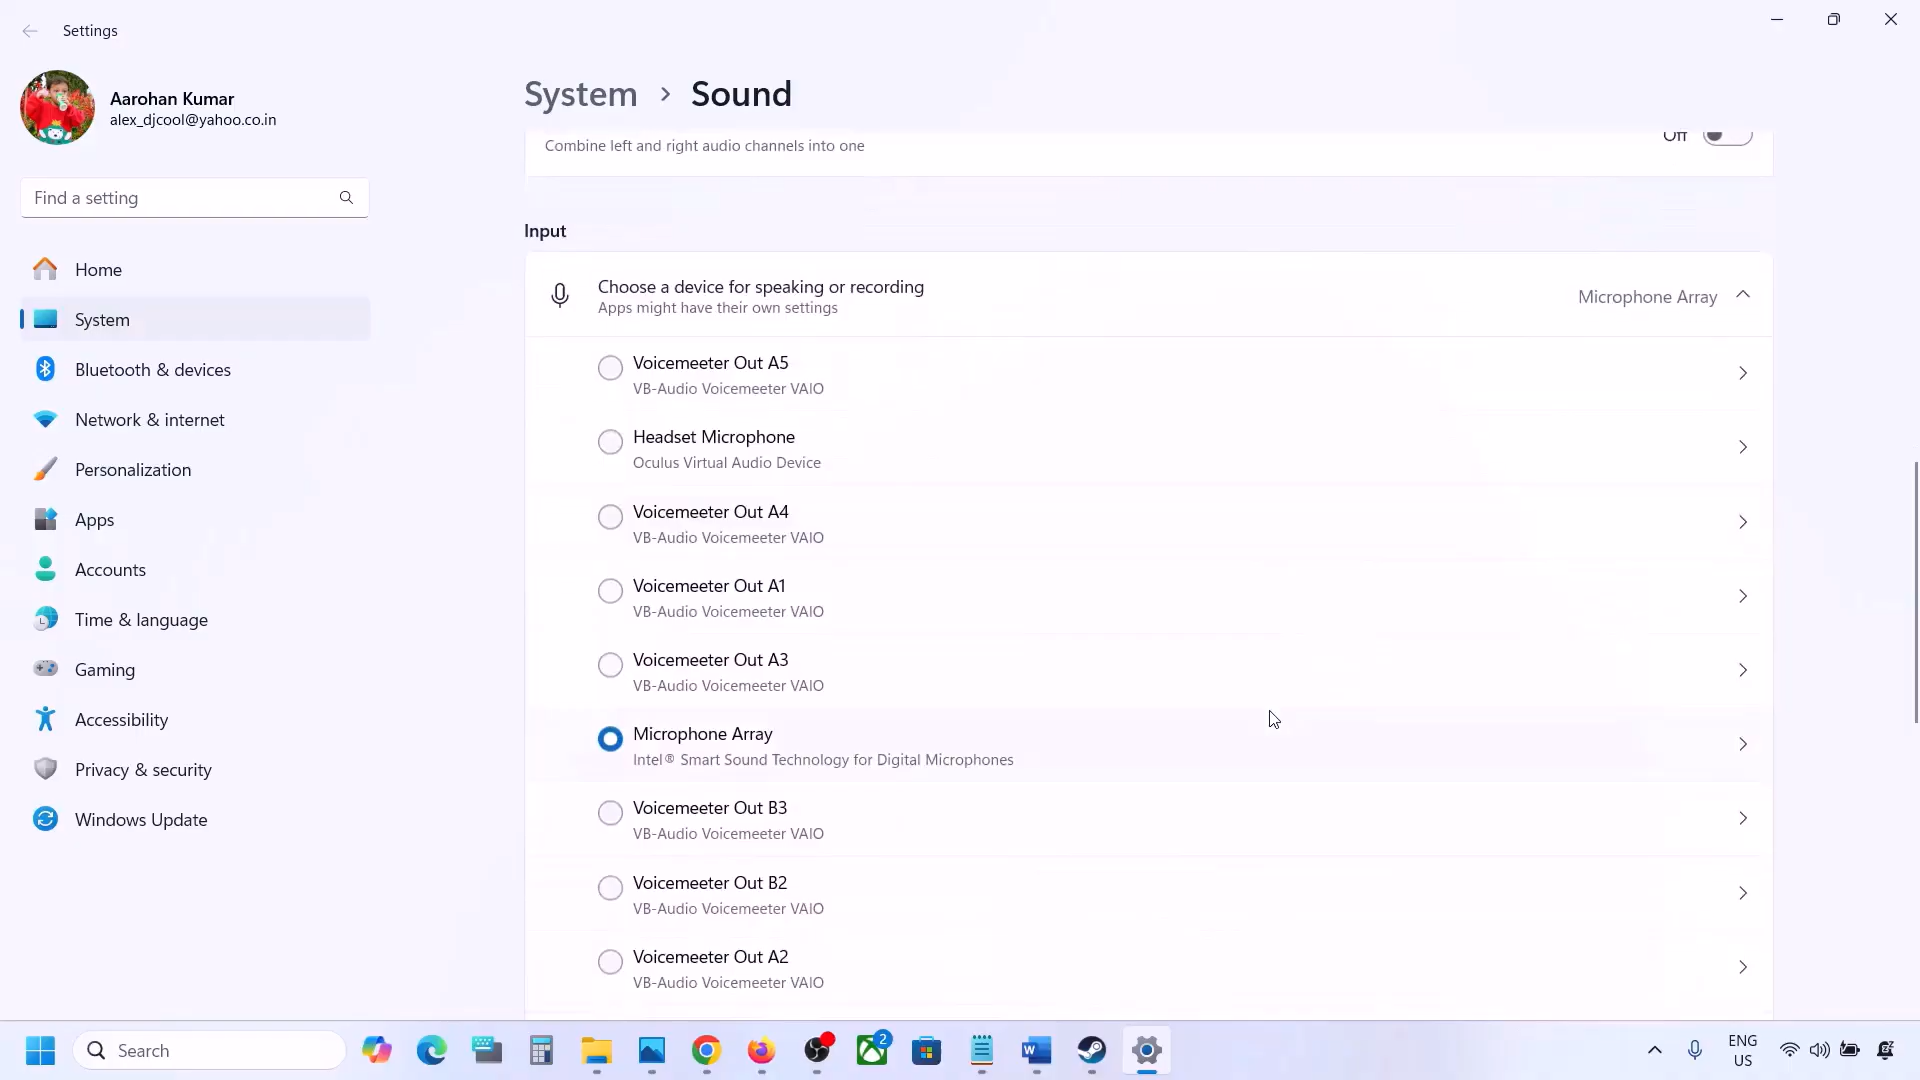 Settings
Aarohan Kumar
alex_djcool@yahoo.co.in
Find a setting
Home
System
Bluetooth & devices
Network & internet
Personalization
Apps
Accounts
Time & language
Gaming
Accessibility
Privacy & security
Windows Update
System > Sound
Off
Combine left and right audio channels into one
Input
Choose a device for speaking or recording
Apps might have their own settings
Microphone Array
Voicemeeter Out A5
VB-Audio Voicemeeter VAIO
Headset Microphone
Oculus Virtual Audio Device
Voicemeeter Out A4
VB-Audio Voicemeeter VAIO
Voicemeeter Out A1
VB-Audio Voicemeeter VAIO
Voicemeeter Out A3
VB-Audio Voicemeeter VAIO
Microphone Array
Intel® Smart Sound Technology for Digital Microphones
Voicemeeter Out B3
VB-Audio Voicemeeter VAIO
Voicemeeter Out B2
VB-Audio Voicemeeter VAIO
Voicemeeter Out A2
VB-Audio Voicemeeter VAIO
Search
2
ENG
US